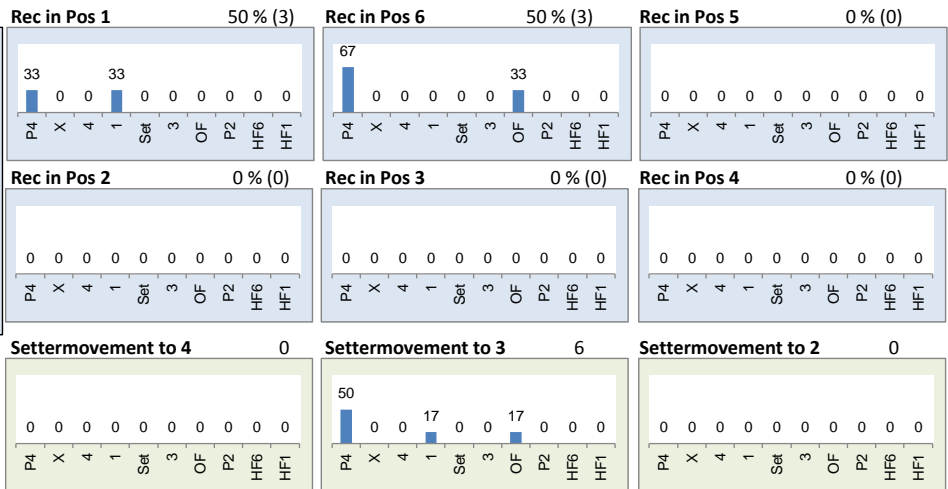 Rec in Pos 1 50 % (3) Rec in Pos 6 50 % (3) Rec in Pos 5 0 % (0)
33 0 0 33 0 0 0 0 0 0 67 0 0 0 0 0 33 0 0 0 0 0 0 0 0 0 0 0 0 0
P4 X 4 1 Set 3 OF P2 HF6 HF1 P4 X 4 1 Set 3 OF P2 HF6 HF1 P4 X 4 1 Set 3 OF P2 HF6 HF1
Rec in Pos 2 0 % (0) Rec in Pos 3 0 % (0) Rec in Pos 4 0 % (0)
0 0 0 0 0 0 0 0 0 0 0 0 0 0 0 0 0 0 0 0 0 0 0 0 0 0 0 0 0 0
P4 X 4 1 Set 3 OF P2 HF6 HF1 P4 X 4 1 Set 3 OF P2 HF6 HF1 P4 X 4 1 Set 3 OF P2 HF6 HF1
Settermovement to 4 0 Settermovement to 3 6 Settermovement to 2 0
0 0 0 0 0 0 0 0 0 0 50 0 0 17 0 0 17 0 0 0 0 0 0 0 0 0 0 0 0 0
P4 X 4 1 Set 3 OF P2 HF6 HF1 P4 X 4 1 Set 3 OF P2 HF6 HF1 P4 X 4 1 Set 3 OF P2 HF6 HF1